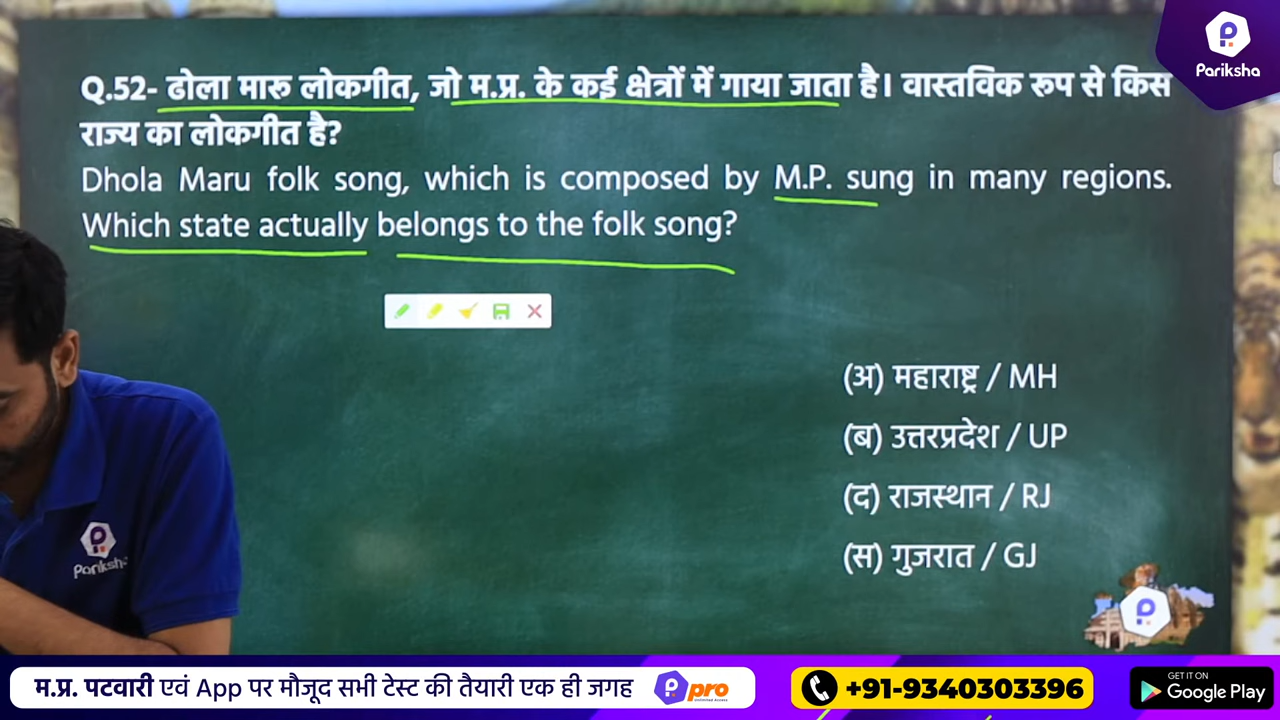 Pariksha
Q.52- ढोला मारू लोकगीत, जो म.प्र. के कई क्षेत्रों में गाया जाता है। वास्तविक रूप से किस
राज्य का लोकगीत है?
Dhola Maru folk song, which is composed by M.P. sung in many regions.
Which state actually belongs to the folk song?
(अ) महाराष्ट्र / MH
(ब) उत्तरप्रदेश / UP
(द) राजस्थान / RJ
(स) गुजरात / GJ
Pariksha
म.प्र. पटवारी एवं App पर मौजूद सभी टेस्ट की तैयारी एक ही जगह
pro
+91-9340303396
GET IT ON
Google Play